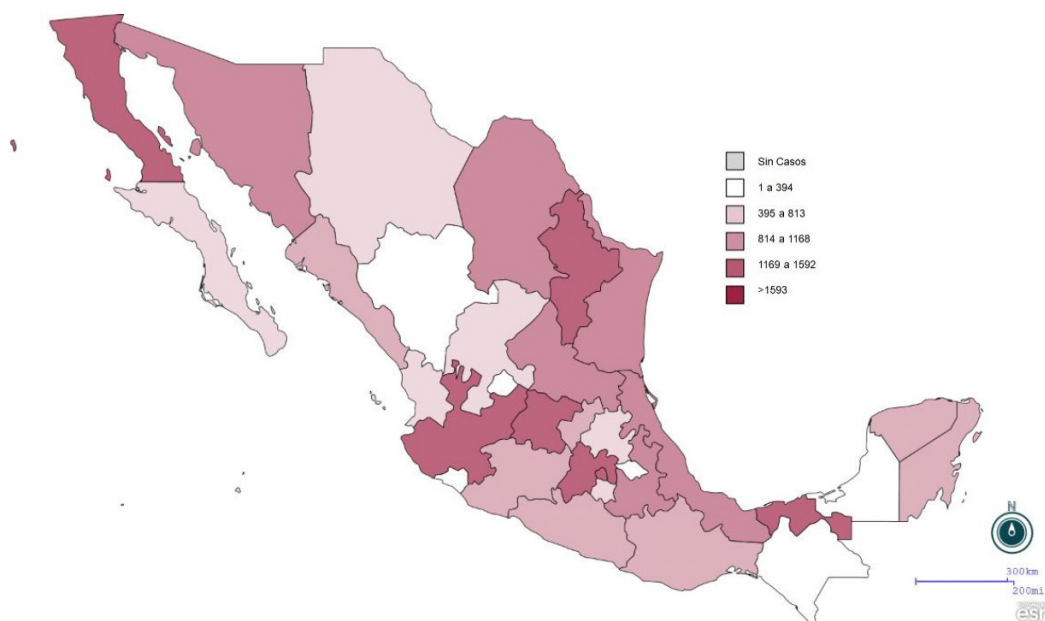 Sin Casos
1 a 394
395 a 813
814 a 1168
1169 a 1592
>1593
N
300km
200mi
esri